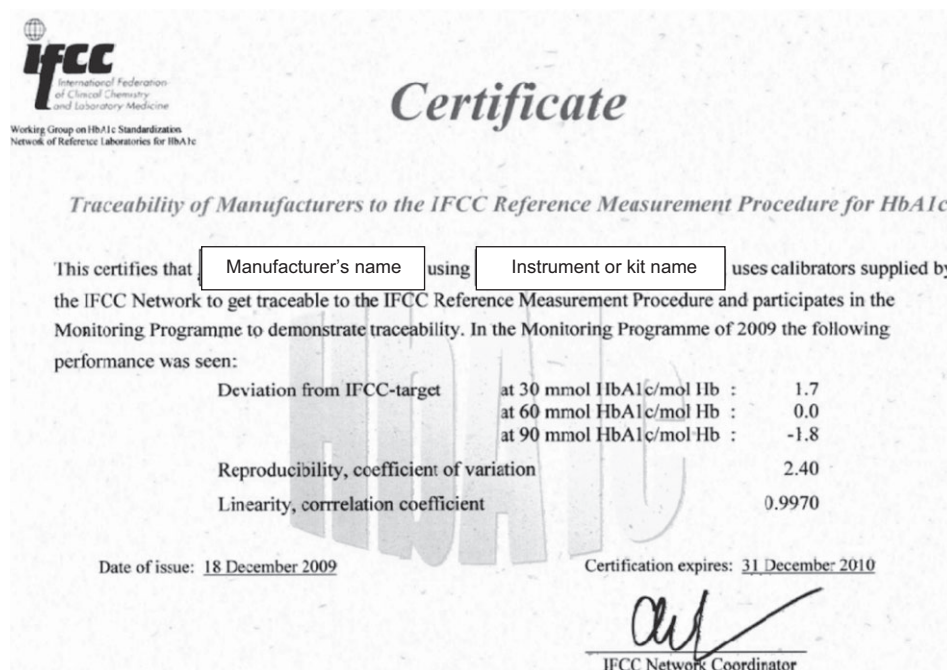 IFCC
International Federation
of Clinical Chemistry
and Laboratory Medicine
Working Group on HbA1c Standardization
Network of Reference Laboratories for HbA1c
Certificate
Traceability of Manufacturers to the IFCC Reference Measurement Procedure for HbA1c
This certifies that Manufacturer's name using Instrument or kit name uses calibrators supplied by
the IFCC Network to get traceable to the IFCC Reference Measurement Procedure and participates in the
Monitoring Programme to demonstrate traceability. In the Monitoring Programme of 2009 the following
performance was seen:
Deviation from IFCC-target at 30 mmol HbA1c/mol Hb : 1.7
at 60 mmol HbA1c/mol Hb : 0.0
at 90 mmol HbA1c/mol Hb : -1.8
Reproducibility, coefficient of variation 2.40
Linearity, corrrelation coefficient 0.9970
HbA1c
Date of issue: 18 December 2009 Certification expires: 31 December 2010
IFCC Network Coordinator